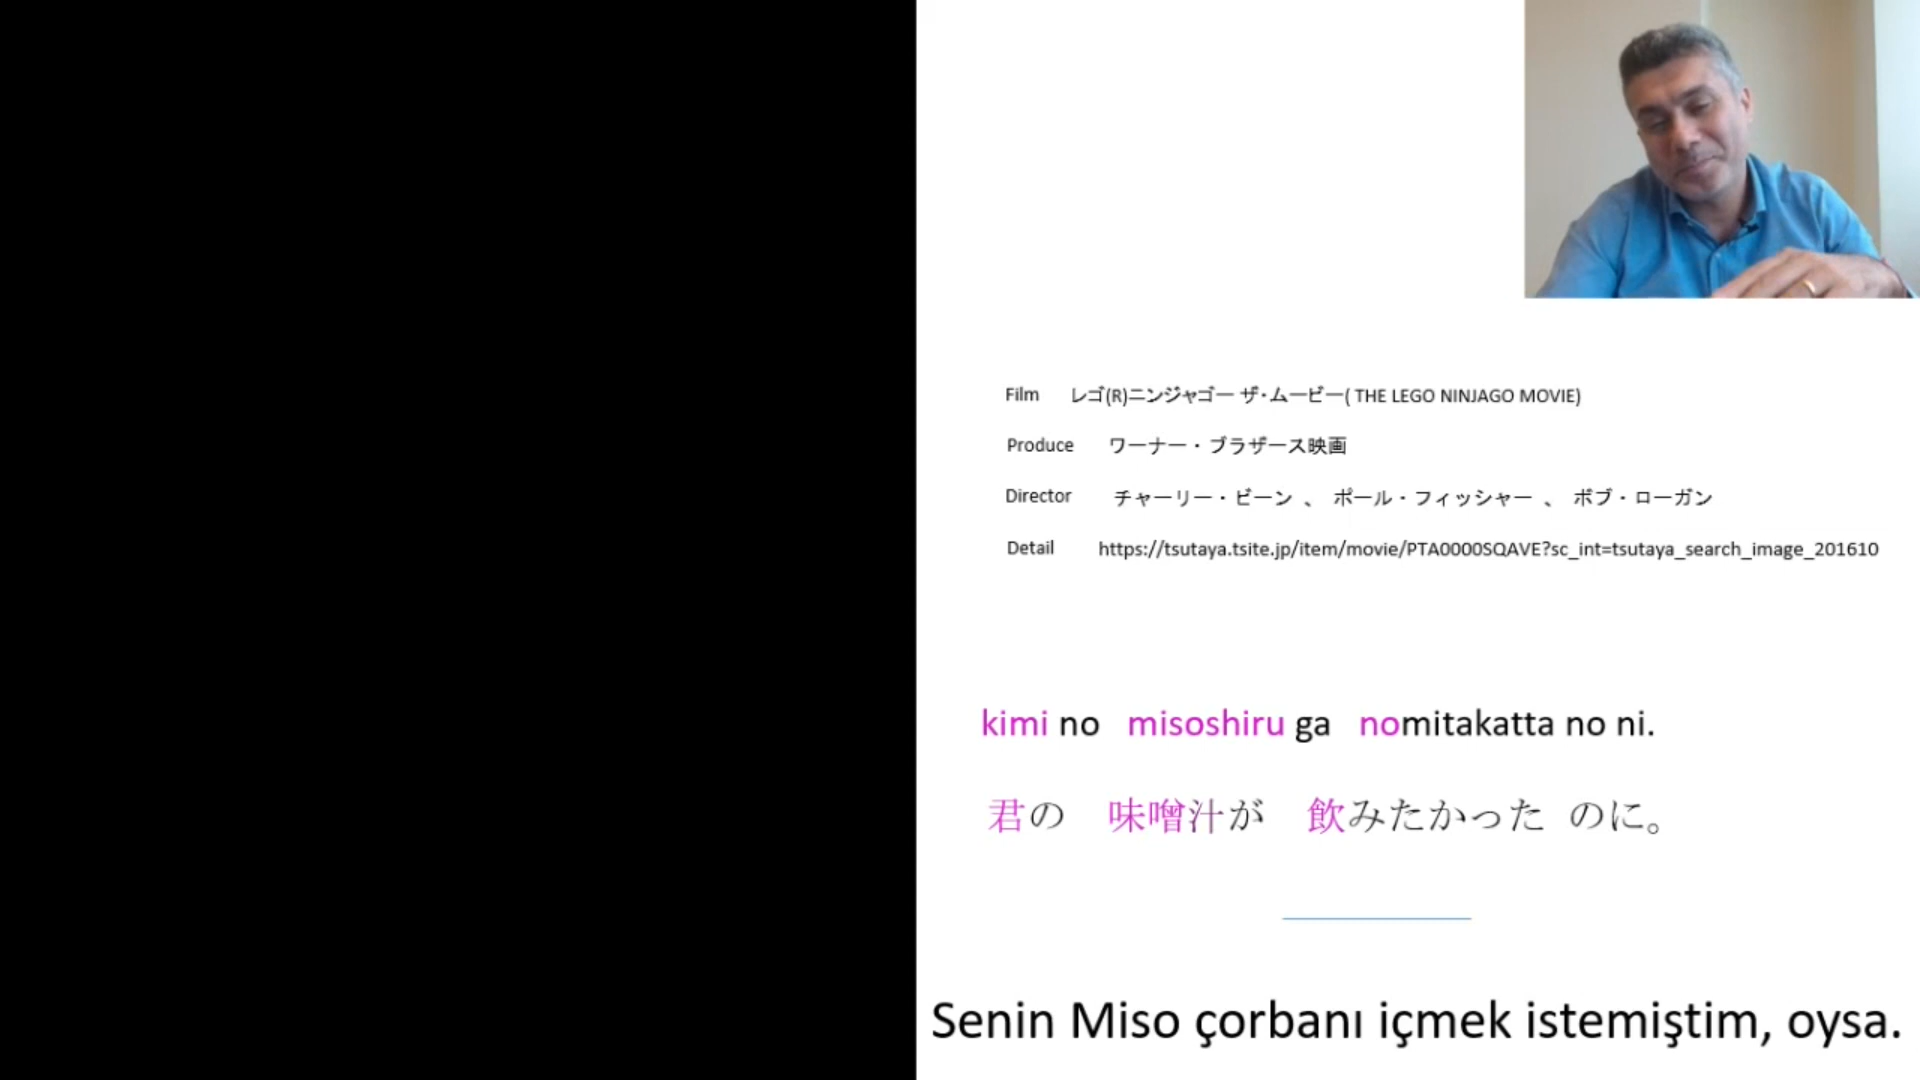 Film レゴ(R)ニンジャゴー ザ・ムービー( THE LEGO NINJAGO MOVIE)
Produce ワーナー・ブラザース映画
Director チャーリー・ビーン 、 ポール・フィッシャー 、 ボブ・ローガン
Detail https://tsutaya.tsite.jp/item/movie/PTA0000SQAVE?sc_int=tsutaya_search_image_201610
kimi no misoshiru ga nomitakatta no ni.
君の 味噌汁が 飲みたかった のに。
Senin Miso çorbanı içmek istemiştim, oysa.